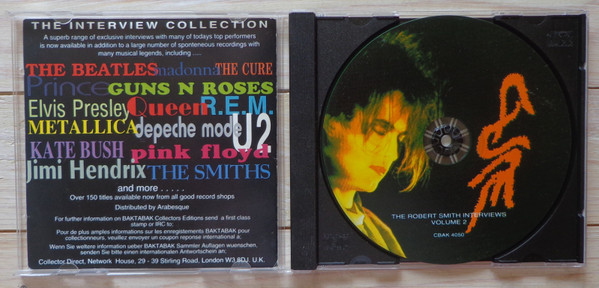 THE INTERVIEW COLLECTION
A superb range of exclusive interviews with many of todays top performers
is now available in addition to a large number of sponteneous recordings with
many musical legends, including .....
THE BEATLES madonna THE CURE
Prince GUNS N ROSES
Elvis Presley Queen R.E.M.
METALLICA depeche mode U2
KATE BUSH pink floyd
Jimi Hendrix THE SMITHS
and more . . . . .
Over 150 titles available now from all good record shops
Distributed by Arabesque
For further information on BAKTABAK Collectors Editions send a first class
stamp or IRC to:
Pour de plus amples informations sur les enregistements BAKTABAK pour
collectionneurs, veuillez envoyer un coupon reponse international a:
Wenn Sie weitere information ueber BAKTABAK Sammler Auflagen wuenschen,
senden Sie bitte einen internationalen Antwortschein an:
Collector Direct, Network House, 29 - 39 Stirling Road, London W3 8DJ. U.K.
CURE
THE ROBERT SMITH INTERVIEWS
VOLUME 2
CBAK 4050